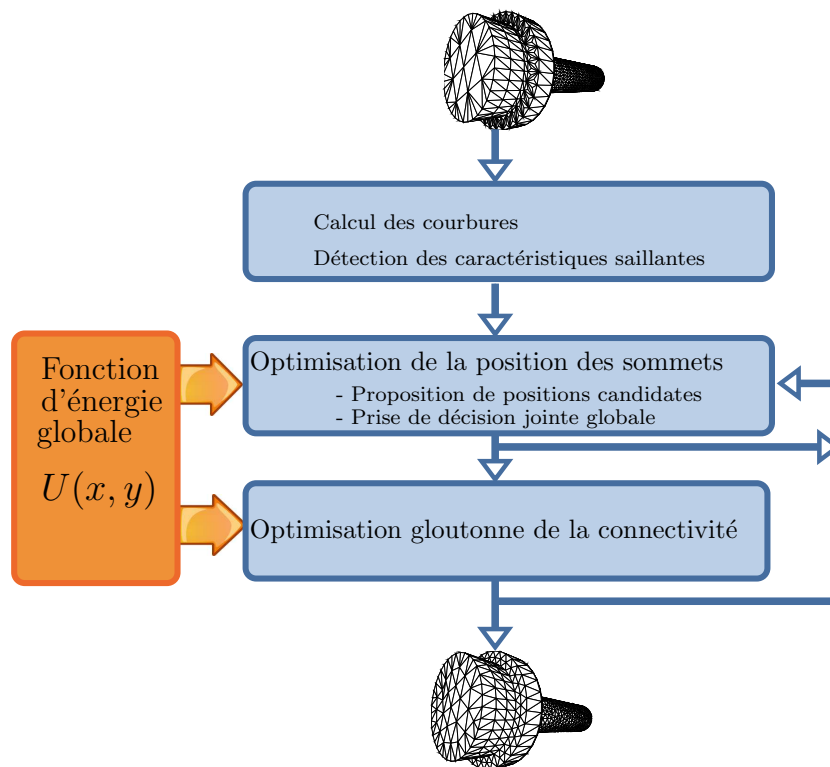 Calcul des courbures
Détection des caractéristiques saillantes
Fonction
d'énergie
globale
U(x, y)
Optimisation de la position des sommets
- Proposition de positions candidates
- Prise de décision jointe globale
Optimisation gloutonne de la connectivité